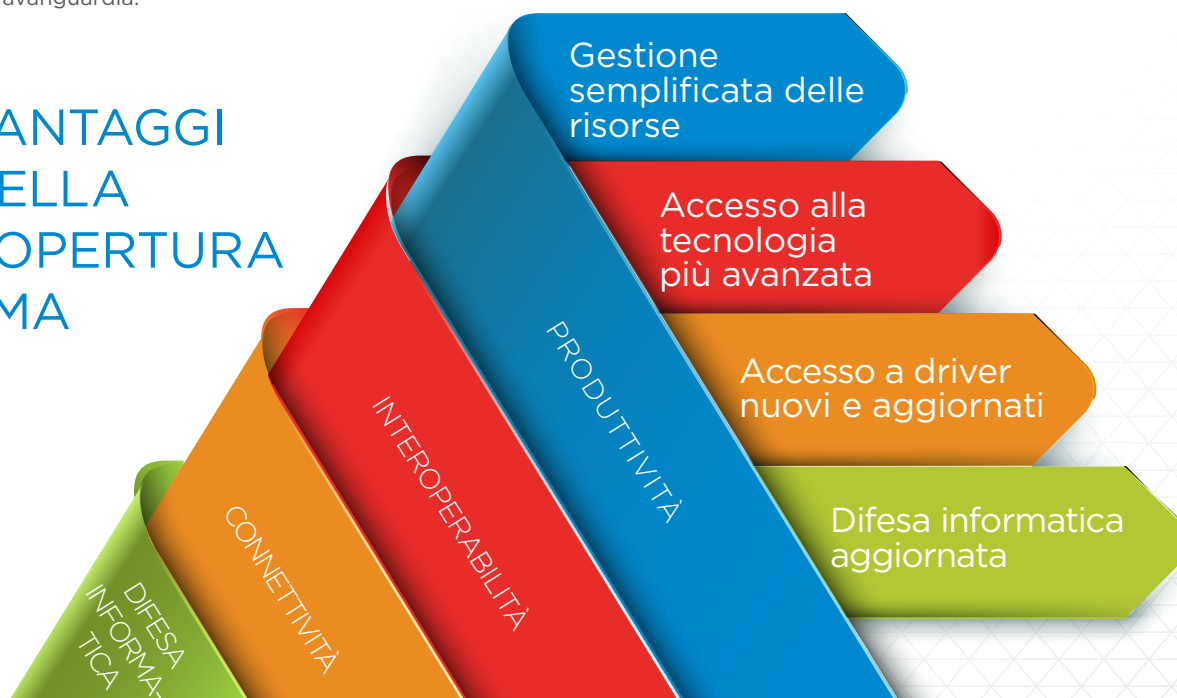 avanguardia.
ANTAGGI
ELLA
OPERTURA
MA
Gestione
semplificata delle
risorse
Accesso alla
tecnologia
più avanzata
Accesso a driver
nuovi e aggiornati
Difesa informatica
aggiornata
PRODUTTIVITÀ
INTEROPERABILITÀ
CONNETTIVITÀ
DIFESA
INFORMA-
TICA